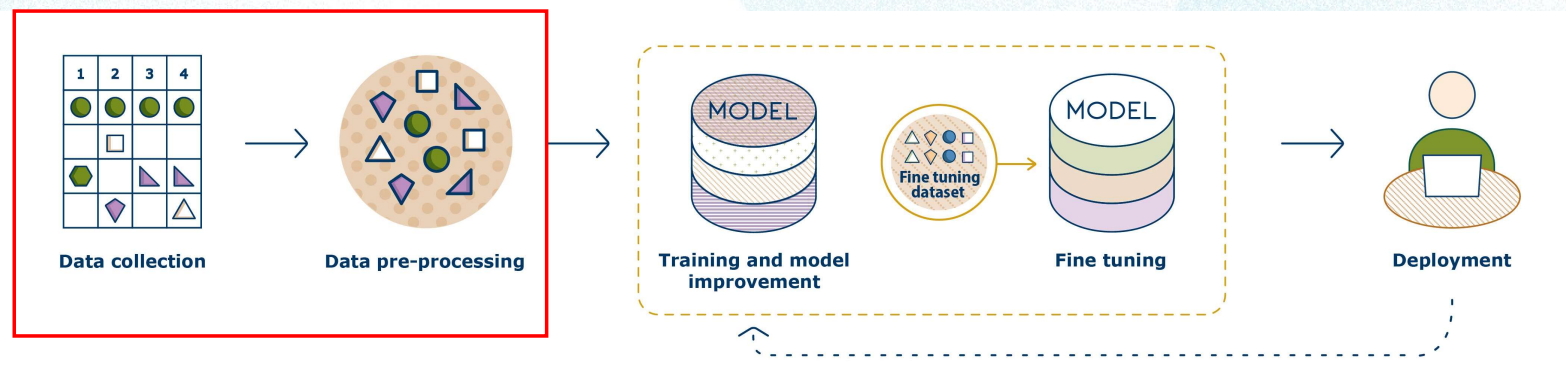 1 2 3 4
Data collection
Data pre-processing
MODEL
Training and model
improvement
Fine tuning
dataset
MODEL
Fine tuning
Deployment